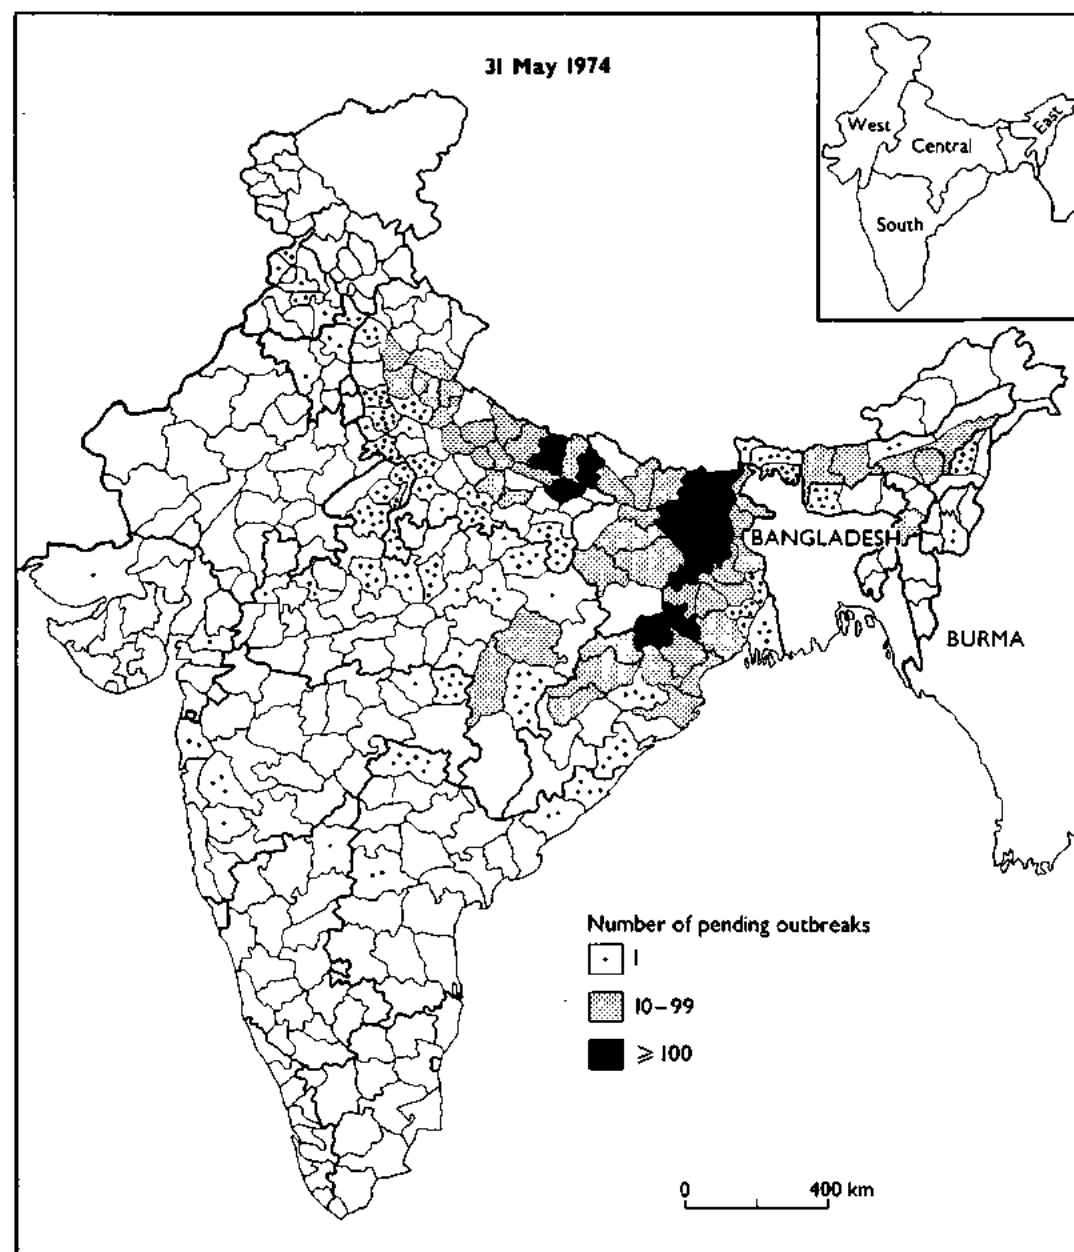 31 May 1974
West
Central
East
South
BANGLADESH
BURMA
Number of pending outbreaks
1
10–99
⩾ 100
0 400 km